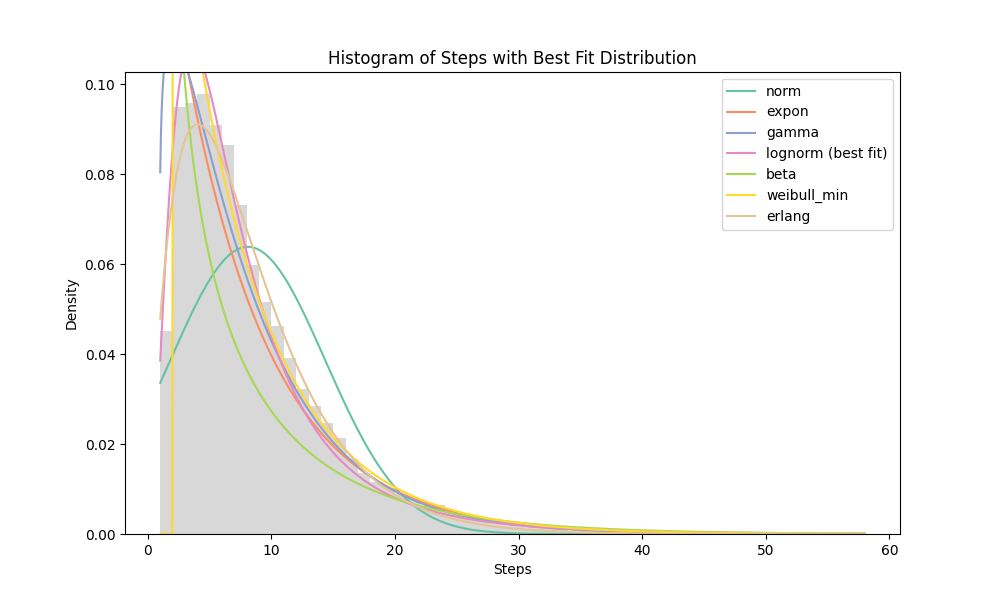 Histogram of Steps with Best Fit Distribution
0.10
0.08
0.06
0.04
0.02
0.00
Density
norm
expon
gamma
lognorm (best fit)
beta
weibull_min
erlang
0 10 20 30 40 50 60
Steps